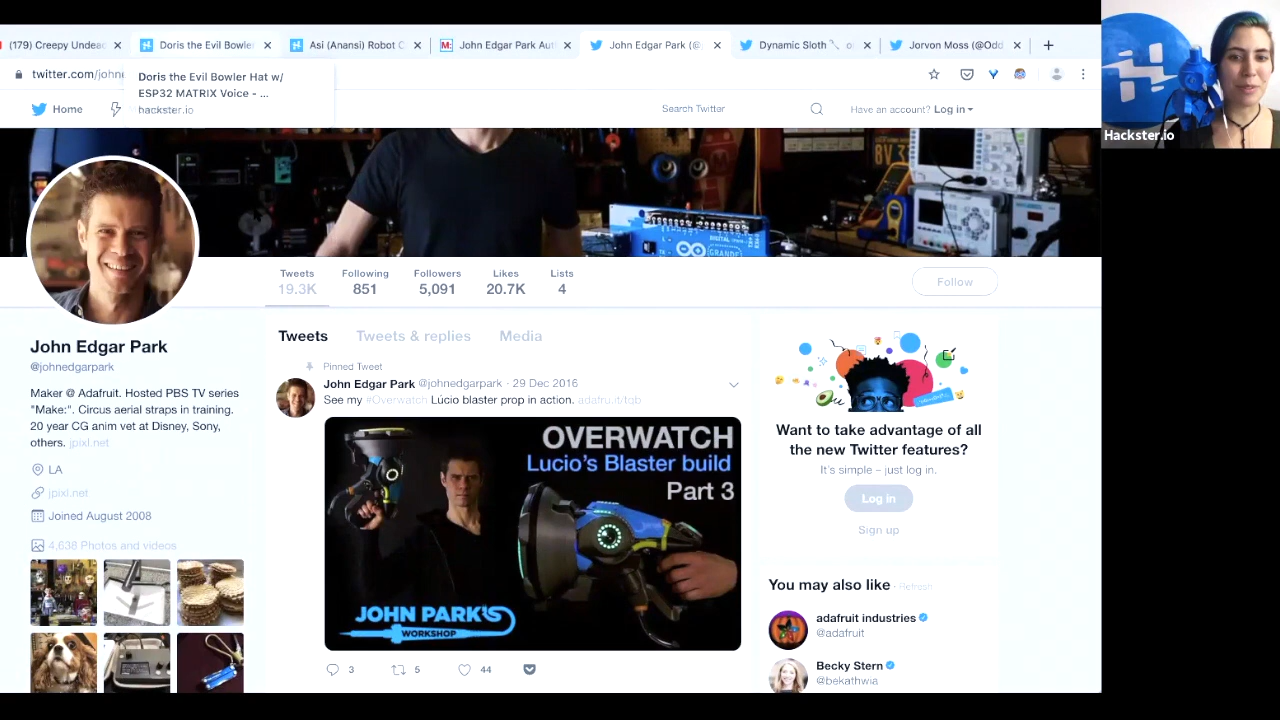 (179) Creepy Undead
Doris the Evil Bowler
Asi (Anansi) Robot C
John Edgar Park Aut
John Edgar Park (@
Dynamic Sloth
Jorvon Moss (@Odd
twitter.com/johne
Doris the Evil Bowler Hat w/
ESP32 MATRIX Voice - ...
hackster.io
Home
Search Twitter
Have an account? Log in
Hackster.io
BV 33
DIGITAL
GRANDE
Tweets
19.3K
Following
851
Followers
5,091
Likes
20.7K
Lists
4
Follow
John Edgar Park
@johnedgarpark
Maker @ Adafruit. Hosted PBS TV series
"Make:". Circus aerial straps in training.
20 year CG anim vet at Disney, Sony,
others. jpixl.net
LA
jpixl.net
Joined August 2008
4,638 Photos and videos
Tweets
Tweets & replies
Media
Pinned Tweet
John Edgar Park @johnedgarpark · 29 Dec 2016
See my #Overwatch Lúcio blaster prop in action.
OVERWATCH
Lucio's Blaster build
Part 3
JOHN PARK'S
WORKSHOP
3
5
44
Want to take advantage of all
the new Twitter features?
It's simple – just log in.
Log in
Sign up
You may also like · Refresh
adafruit industries
@adafruit
Becky Stern
@bekathwia